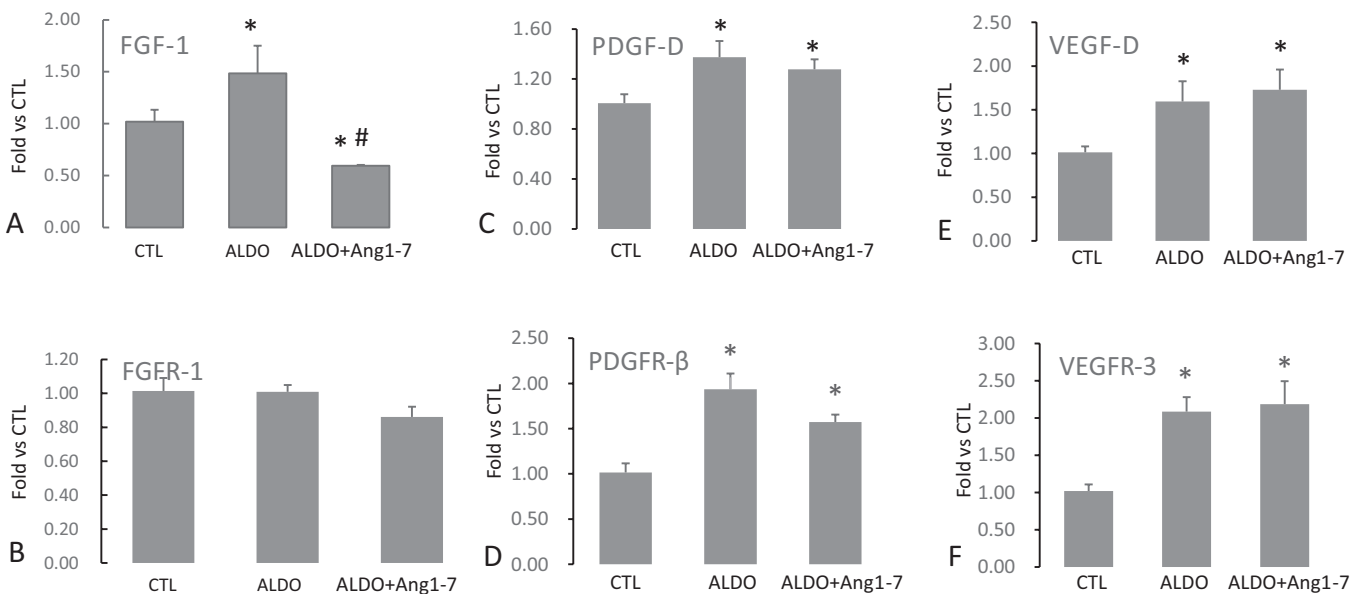 FGF-1
Fold vs CTL
2.00
1.50
1.00
0.50
0.00
*
* #
CTL ALDO ALDO+Ang1-7
A
PDGF-D
Fold vs CTL
1.60
1.20
0.80
0.40
0.00
*
*
CTL ALDO ALDO+Ang1-7
C
VEGF-D
Fold vs CTL
2.50
2.00
1.50
1.00
0.50
0.00
*
*
CTL ALDO ALDO+Ang1-7
E
FGFR-1
Fold vs CTL
1.20
1.00
0.80
0.60
0.40
0.20
0.00
CTL ALDO ALDO+Ang1-7
B
PDGFR-β
Fold vs CTL
2.50
2.00
1.50
1.00
0.50
0.00
*
*
CTL ALDO ALDO+Ang1-7
D
VEGFR-3
Fold vs CTL
3.00
2.50
2.00
1.50
1.00
0.50
0.00
*
*
CTL ALDO ALDO+Ang1-7
F